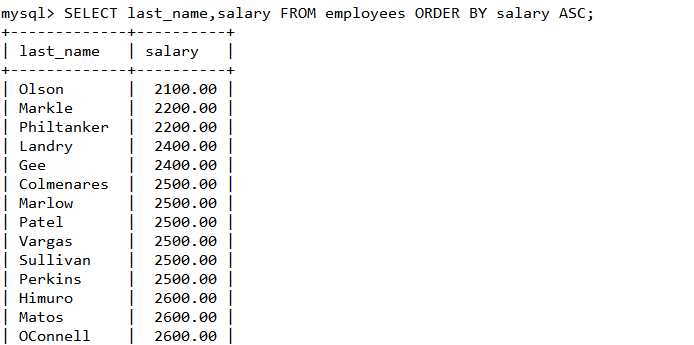 mysql> SELECT last_name,salary FROM employees ORDER BY salary ASC;
+-------------+----------+
| last_name   | salary   |
+-------------+----------+
| Olson       |  2100.00 |
| Markle      |  2200.00 |
| Philtanker  |  2200.00 |
| Landry      |  2400.00 |
| Gee         |  2400.00 |
| Colmenares  |  2500.00 |
| Marlow      |  2500.00 |
| Patel       |  2500.00 |
| Vargas      |  2500.00 |
| Sullivan    |  2500.00 |
| Perkins     |  2500.00 |
| Himuro      |  2600.00 |
| Matos       |  2600.00 |
| OConnell    |  2600.00 |